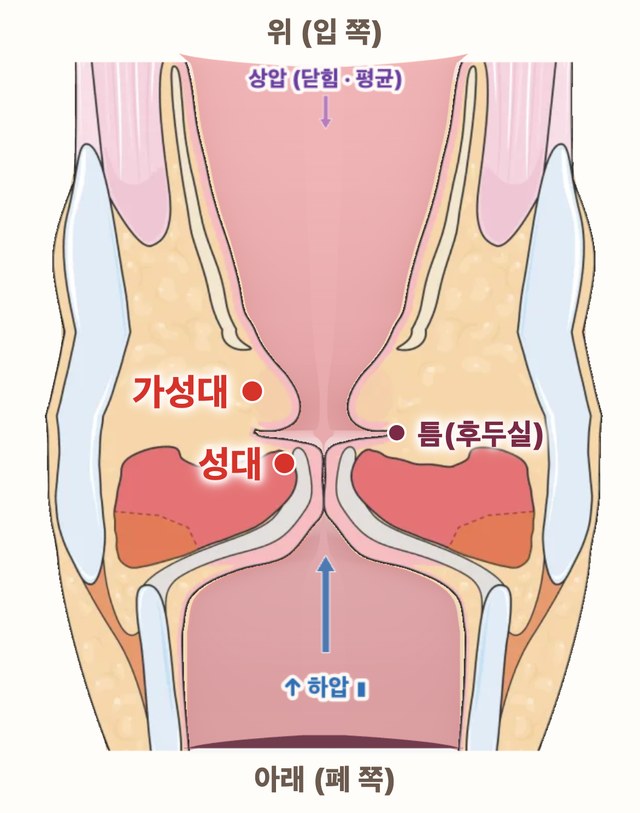 위 (입 쪽)
상압 (닫힘 · 평균)
↓
가성대
틈(후두실)
성대
↑ 하압 ▮
아래 (폐 쪽)